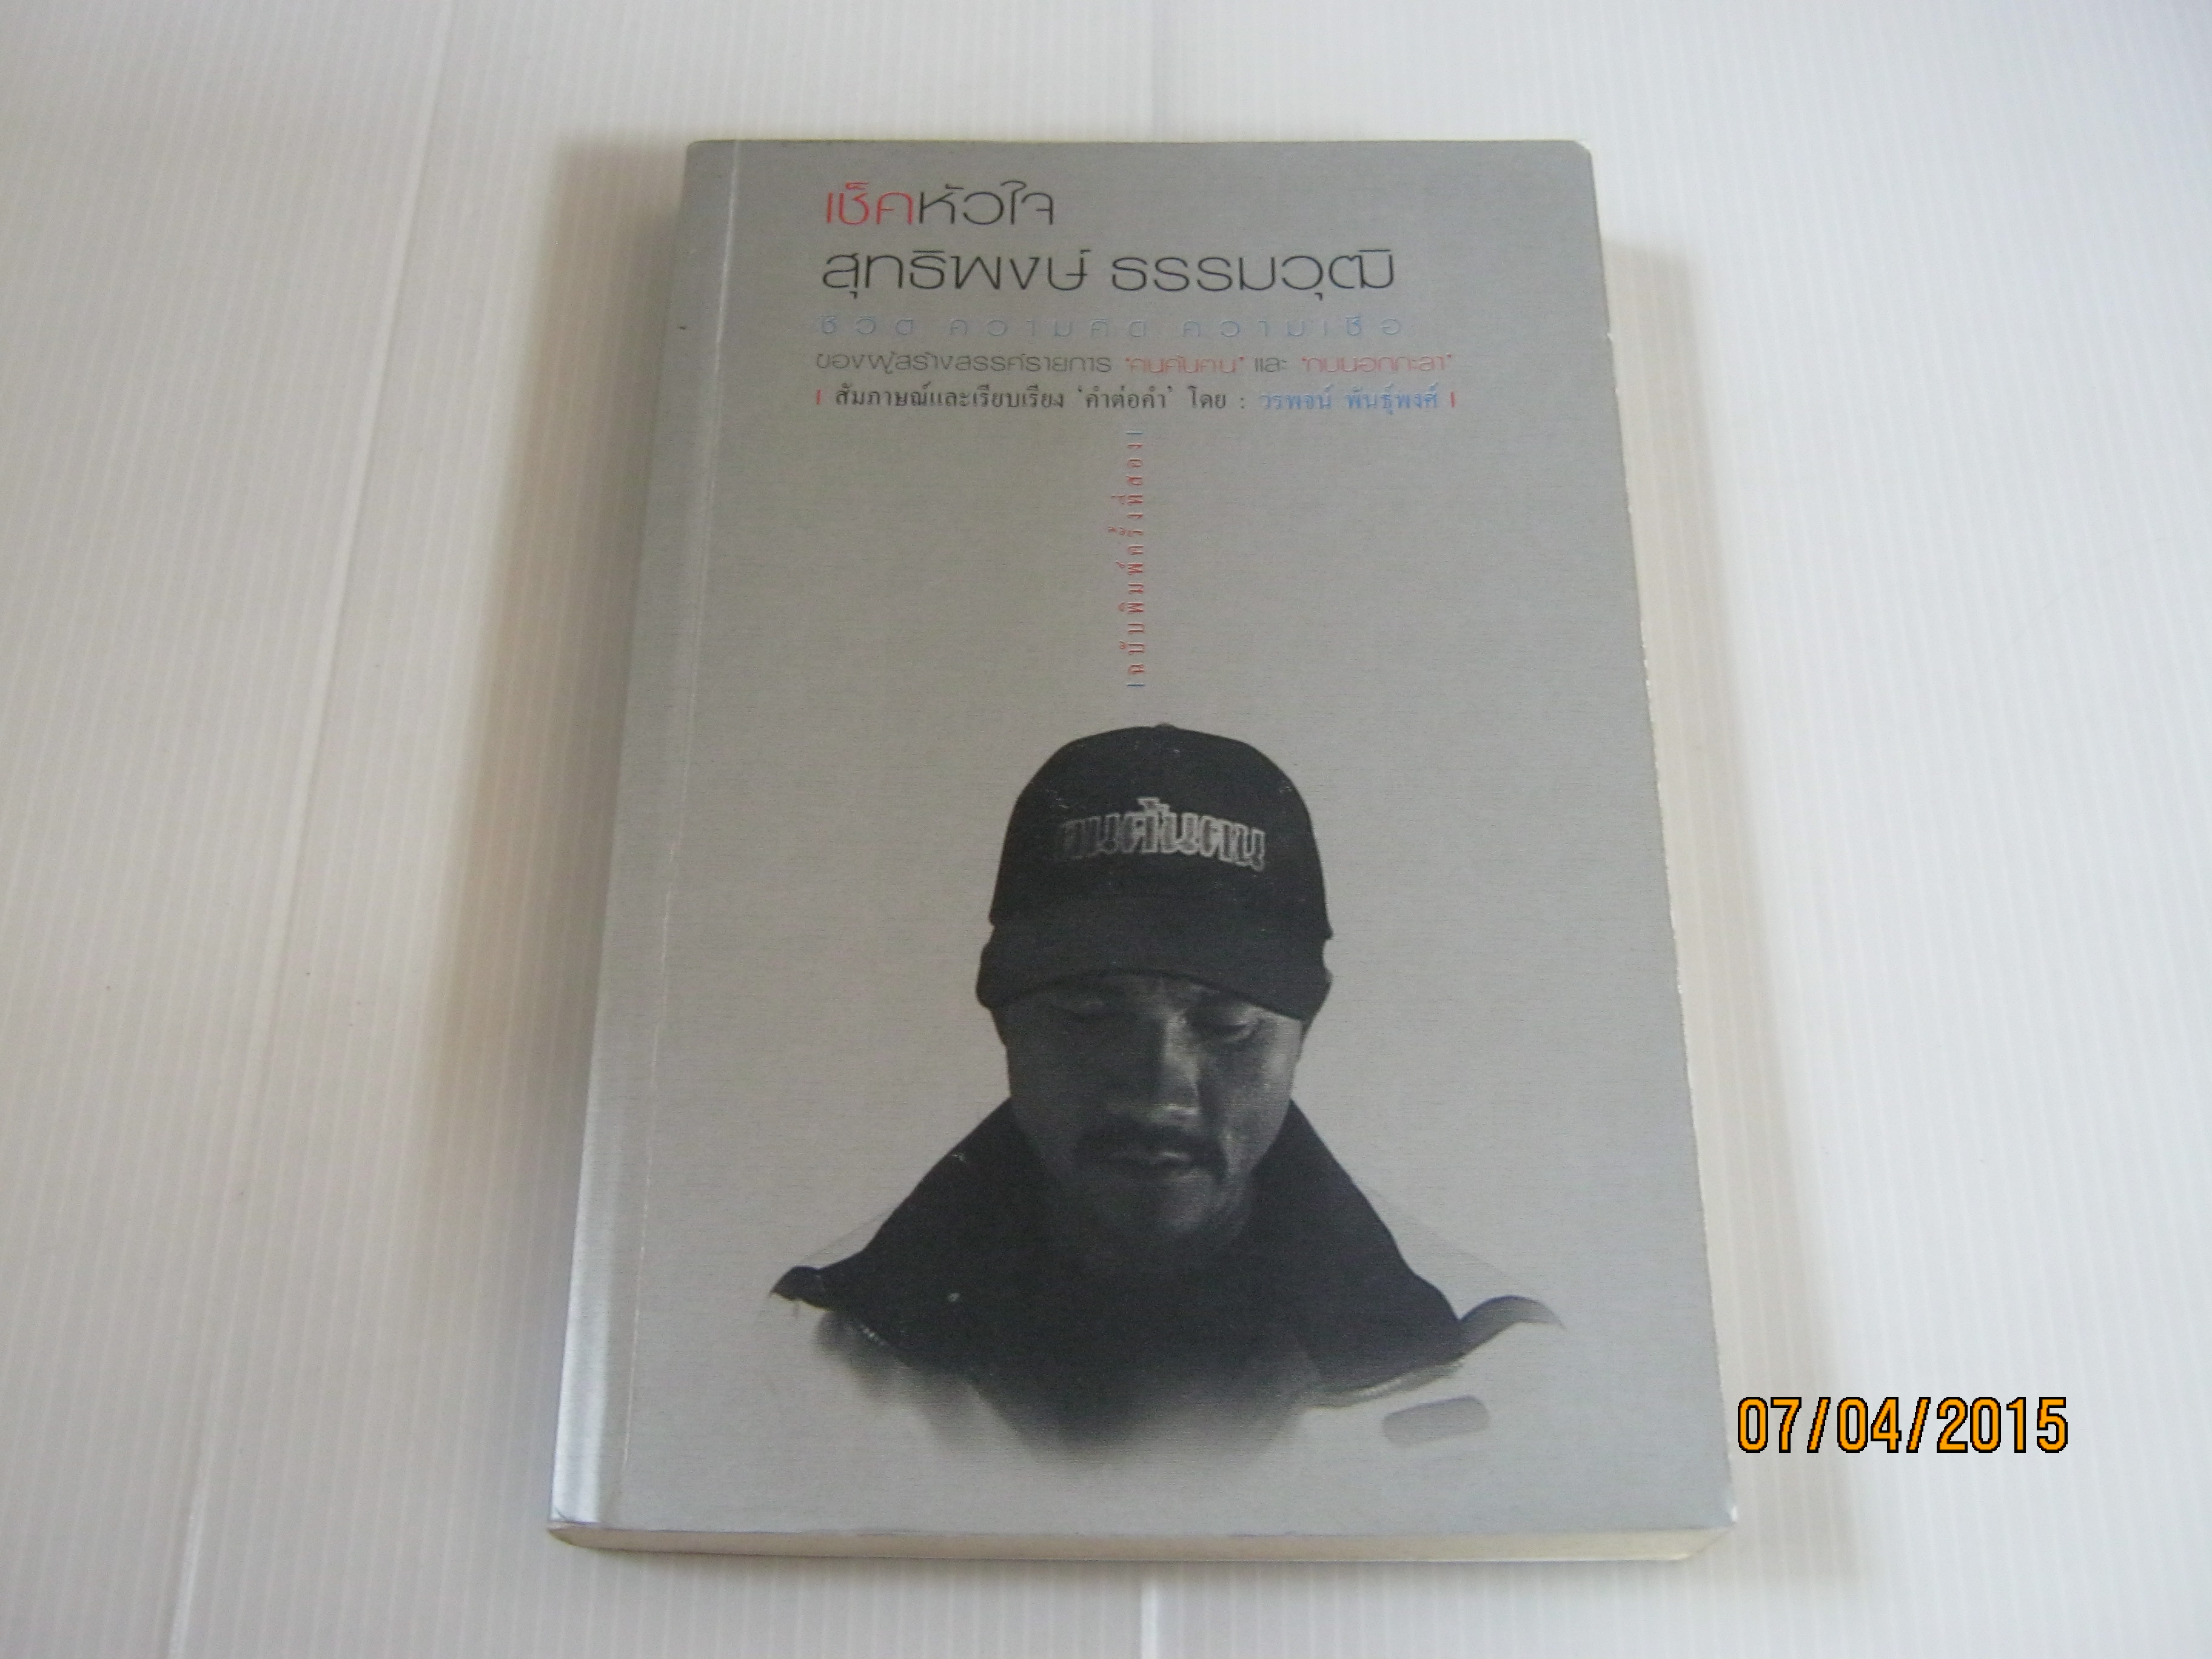 เช็คหัวใจ
สุทธิพงษ์ ธรรมวุฒิ
ชีวิต ความคิด ความเชื่อ
ของผู้สร้างสรรค์รายการ 'คนค้นฅน' และ 'กบนอกกะลา'
| สัมภาษณ์และเรียบเรียง 'คำต่อคำ' โดย : วรพจน์ พันธุ์พงศ์ |
|ฉบับพิมพ์ครั้งที่สอง|
คนค้นฅน
07/04/2015